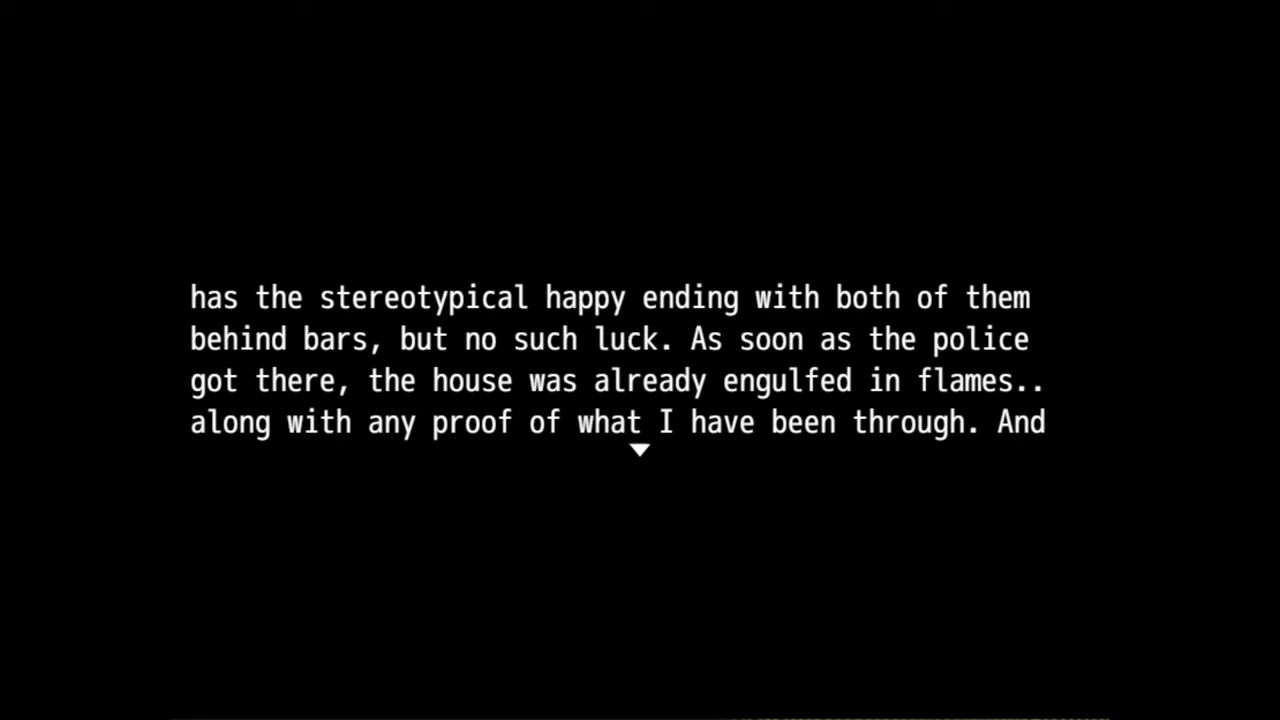 has the stereotypical happy ending with both of them
behind bars, but no such luck. As soon as the police
got there, the house was already engulfed in flames..
along with any proof of what I have been through. And